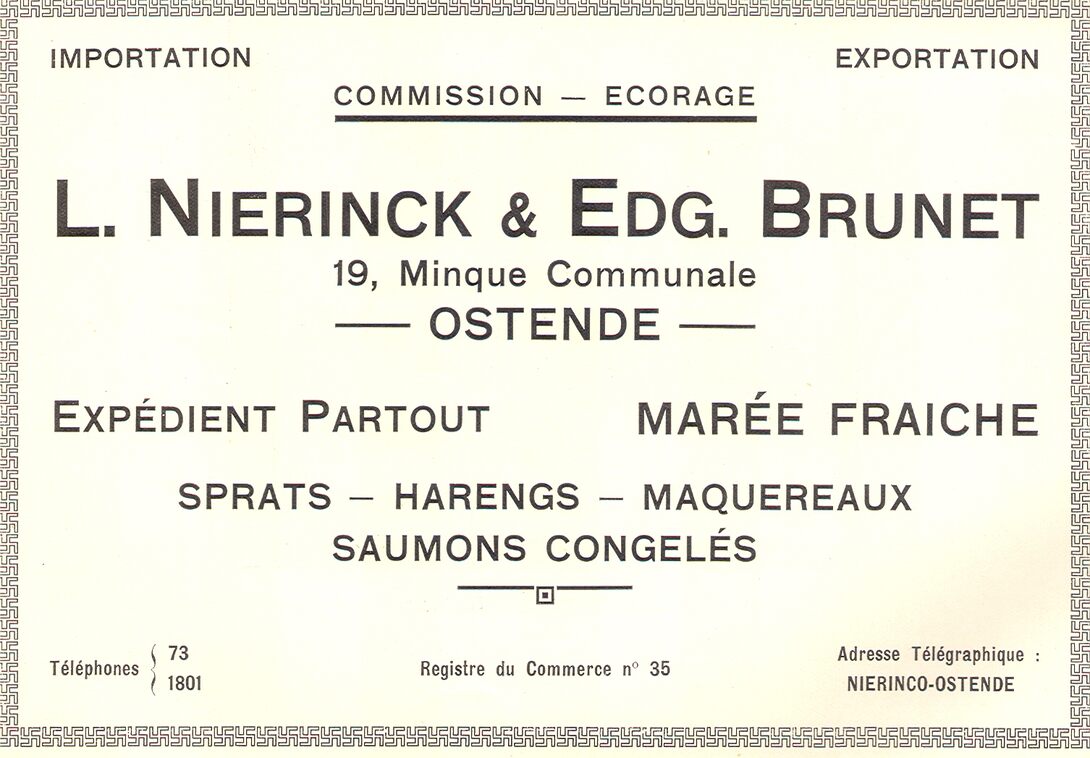 IMPORTATION
EXPORTATION
COMMISSION — ECORAGE
L. NIERINCK & EDG. BRUNET
19, Minque Communale
— OSTENDE —
EXPÉDIENT PARTOUT
MARÉE FRAICHE
SPRATS — HARENGS — MAQUEREAUX
SAUMONS CONGELÉS
Téléphones { 73
1801
Registre du Commerce n° 35
Adresse Télégraphique :
NIERINCO-OSTENDE